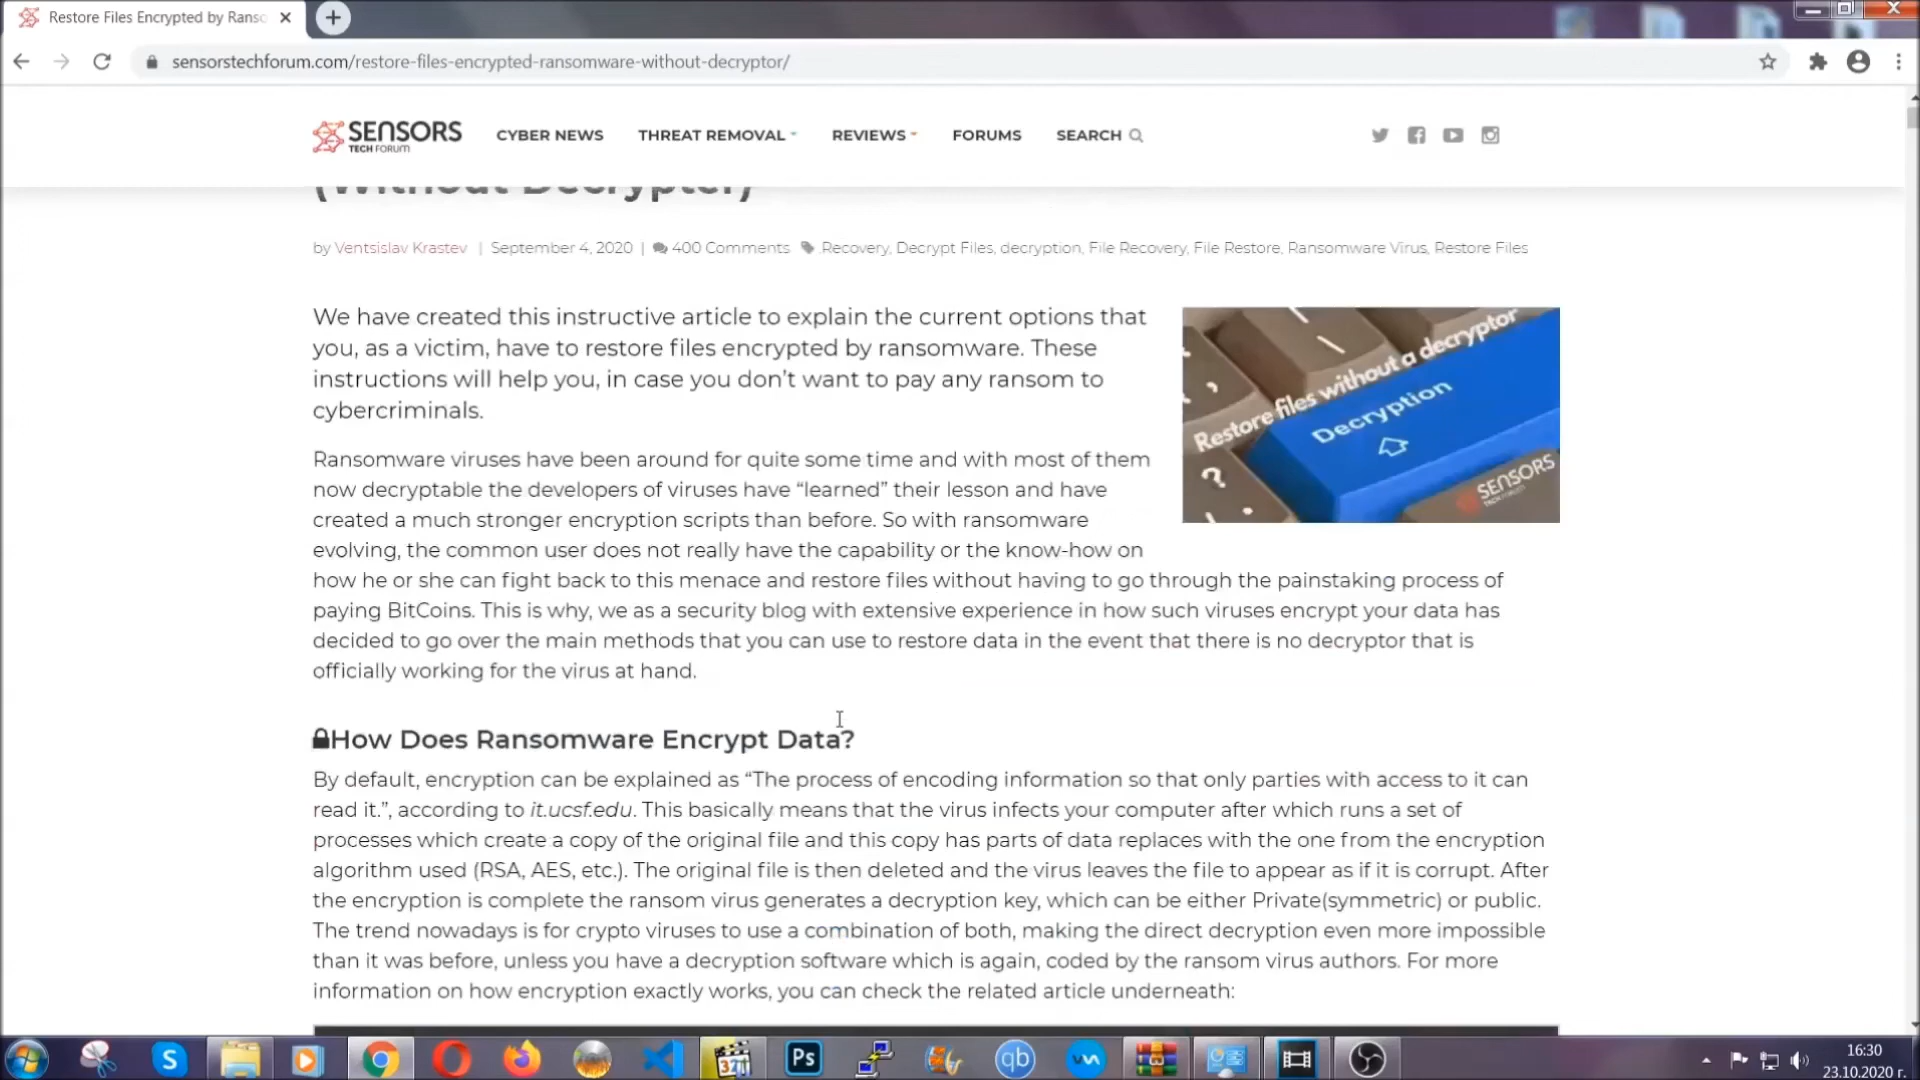 Restore Files Encrypted by Ranso
sensorstechforum.com/restore-files-encrypted-ransomware-without-decryptor/
SENSORS
TECH FORUM
CYBER NEWS THREAT REMOVAL REVIEWS FORUMS SEARCH
(Without Decrypter)
by Ventsislav Krastev | September 4, 2020 | 400 Comments Recovery, Decrypt Files, decryption, File Recovery, File Restore, Ransomware Virus, Restore Files
We have created this instructive article to explain the current options that
you, as a victim, have to restore files encrypted by ransomware. These
instructions will help you, in case you don’t want to pay any ransom to
cybercriminals.
Restore files without a decryptor
Decryption
SENSORS
Ransomware viruses have been around for quite some time and with most of them
now decryptable the developers of viruses have “learned” their lesson and have
created a much stronger encryption scripts than before. So with ransomware
evolving, the common user does not really have the capability or the know-how on
how he or she can fight back to this menace and restore files without having to go through the painstaking process of
paying BitCoins. This is why, we as a security blog with extensive experience in how such viruses encrypt your data has
decided to go over the main methods that you can use to restore data in the event that there is no decryptor that is
officially working for the virus at hand.
How Does Ransomware Encrypt Data?
By default, encryption can be explained as “The process of encoding information so that only parties with access to it can
read it.”, according to it.ucsf.edu. This basically means that the virus infects your computer after which runs a set of
processes which create a copy of the original file and this copy has parts of data replaces with the one from the encryption
algorithm used (RSA, AES, etc.). The original file is then deleted and the virus leaves the file to appear as if it is corrupt. After
the encryption is complete the ransom virus generates a decryption key, which can be either Private(symmetric) or public.
The trend nowadays is for crypto viruses to use a combination of both, making the direct decryption even more impossible
than it was before, unless you have a decryption software which is again, coded by the ransom virus authors. For more
information on how encryption exactly works, you can check the related article underneath:
S
Ps
qb
16:30
23.10.2020 г.